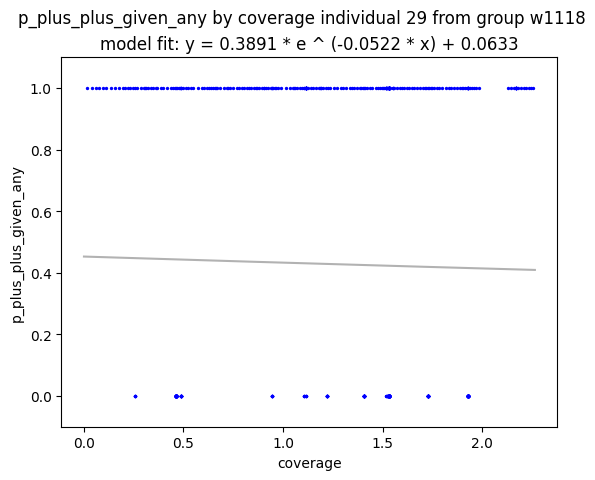 p_plus_plus_given_any by coverage individual 29 from group w1118
model fit: y = 0.3891 * e ^ (-0.0522 * x) + 0.0633
1.0
0.8
0.6
0.4
0.2
0.0
p_plus_plus_given_any
0.0 0.5 1.0 1.5 2.0
coverage